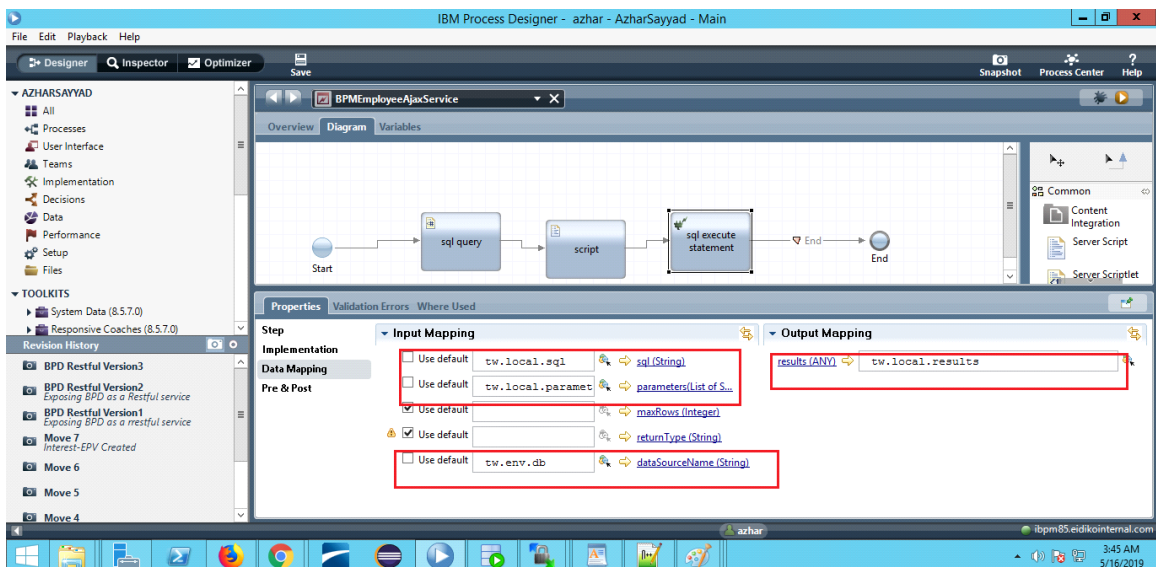 IBM Process Designer - azhar - AzharSayyad - Main
File Edit Playback Help
Designer Inspector Optimizer
Save
Snapshot Process Center Help
AZHARSAYYAD
All
Processes
User Interface
Teams
Implementation
Decisions
Data
Performance
Setup
Files
TOOLKITS
System Data (8.5.7.0)
Responsive Coaches (8.5.7.0)
Revision History
BPD Restful Version3
BPD Restful Version2
Exposing BPD as a Restful service
BPD Restful Version1
Exposing BPD as a rrestful service
Move 7
Interest-EPV Created
Move 6
Move 5
Move 4
BPMEmployeeAjaxService
Overview Diagram Variables
Start
sql query
script
sql execute
statement
End
End
Common
Content
Integration
Server Script
Server Scriptlet
Properties Validation Errors Where Used
Step
Implementation
Data Mapping
Pre & Post
Input Mapping
Use default tw.local.sql sql (String)
Use default tw.local.paramet parameters(List of S...
Use default maxRows (Integer)
Use default returnType (String)
Use default tw.env.db dataSourceName (String)
Output Mapping
results (ANY) tw.local.results
azhar
ibpm85.eidikointernal.com
3:45 AM
5/16/2019